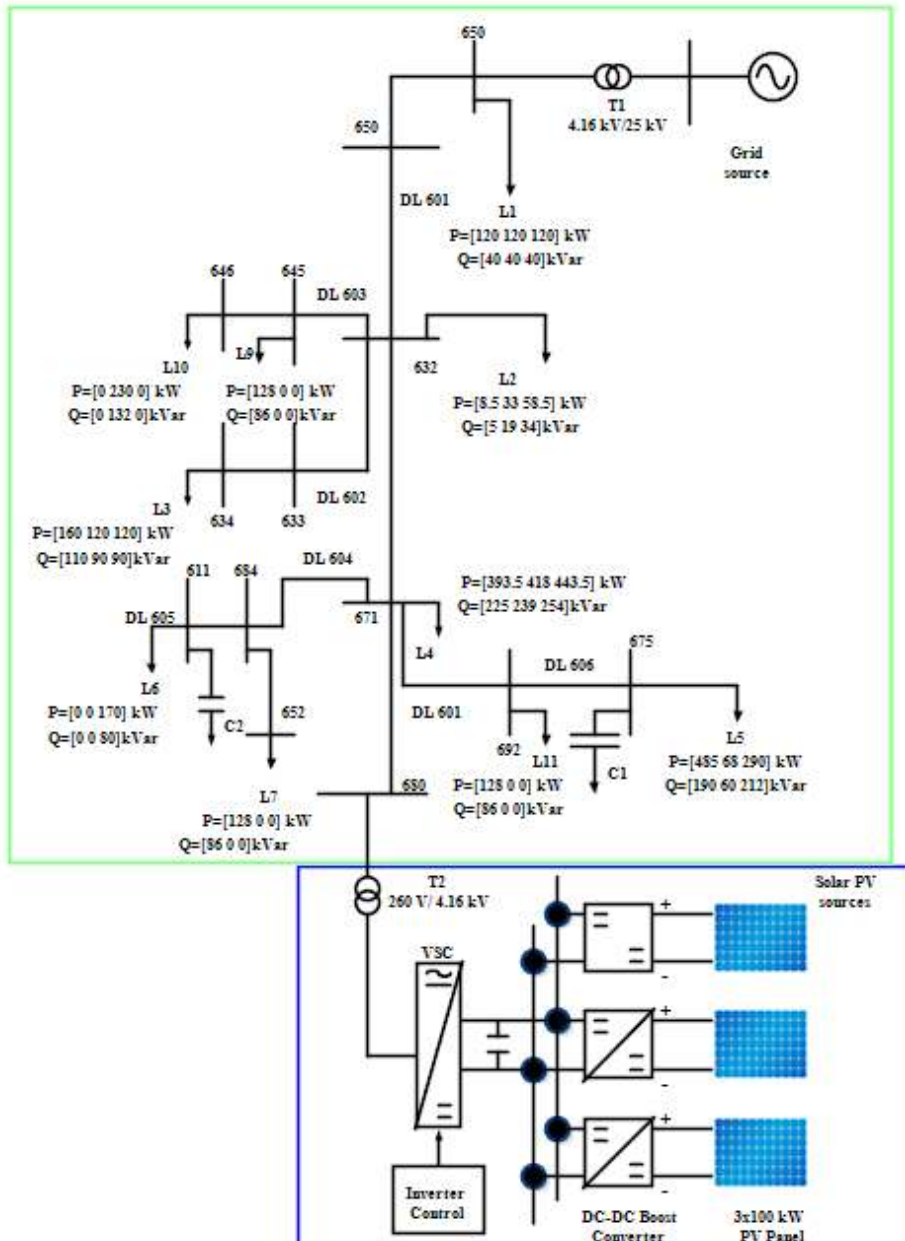 650
T1
4.16 kV/25 kV
Grid
source
650
DL 601
L1
P=[120 120 120] kW
Q=[40 40 40]kVar
646
645
DL 603
L10
L9
632
L2
P=[0 230 0] kW
Q=[0 132 0]kVar
P=[128 0 0] kW
Q=[86 0 0]kVar
P=[8.5 33 58.5] kW
Q=[5 19 34]kVar
L3
634
633
DL 602
P=[160 120 120] kW
Q=[110 90 90]kVar
611
684
DL 604
P=[393.5 418 443.5] kW
Q=[225 239 254]kVar
DL 605
671
L4
675
DL 606
L6
P=[0 0 170] kW
Q=[0 0 80]kVar
C2
652
DL 601
692
L11
C1
L5
P=[485 68 290] kW
Q=[190 60 212]kVar
P=[128 0 0] kW
Q=[86 0 0]kVar
680
L7
P=[128 0 0] kW
Q=[86 0 0]kVar
T2
260 V/ 4.16 kV
Solar PV
sources
VSC
+
-
+
-
+
-
Inverter
Control
DC-DC Boost
Converter
3x100 kW
PV Panel